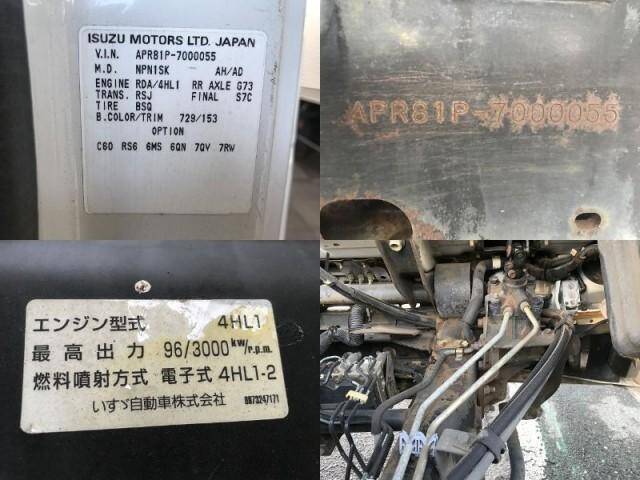 ISUZU MOTORS LTD. JAPAN
V.I.N. APR81P-7000055
M.D. NPN1SK AH/AD
ENGINE RDA/4HL1 RR AXLE G73
TRANS. RSJ FINAL S7C
TIRE BSQ
B.COLOR/TRIM 729/153
OPTION
C60 RS6 6MS 6QN 7QV 7RW
APR81P-7000055
エンジン型式 4HL1
最高出力 96/3000 kW/r.p.m.
燃料噴射方式 電子式 4HL1-2
いすゞ自動車株式会社 8973247171